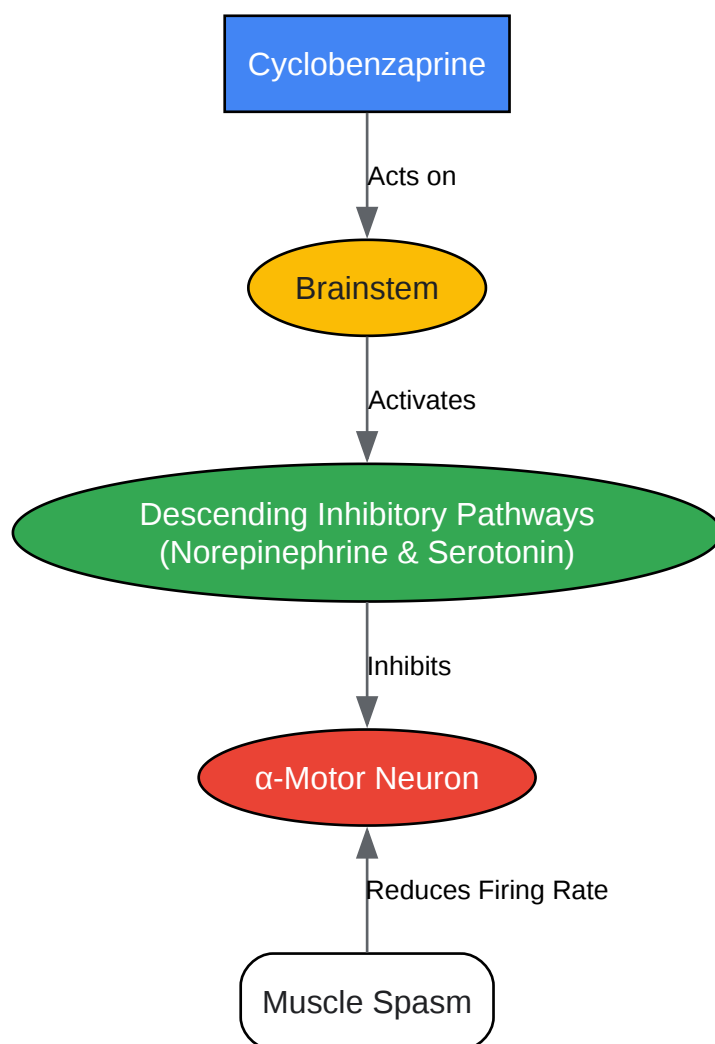 Cyclobenzaprine
Acts on
Brainstem
Activates
Descending Inhibitory Pathways
(Norepinephrine & Serotonin)
Inhibits
α-Motor Neuron
Reduces Firing Rate
Muscle Spasm